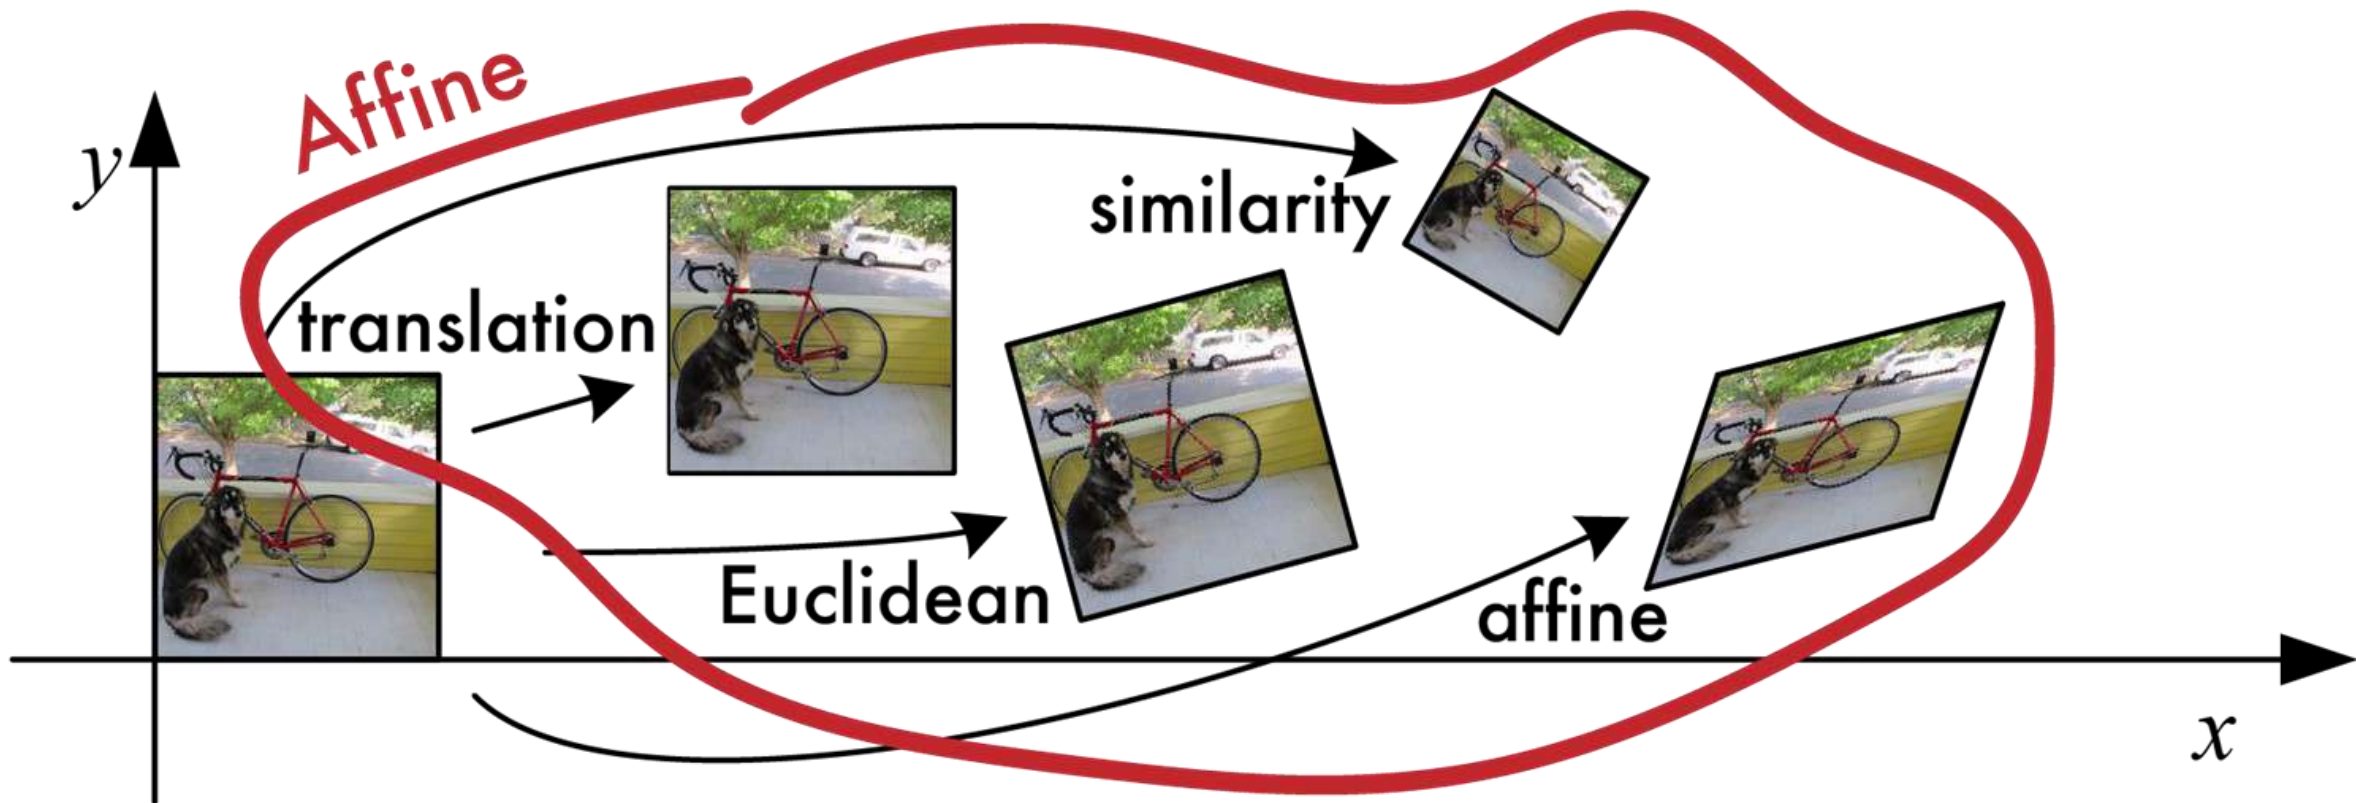 Affine
y
similarity
translation
Euclidean
affine
x